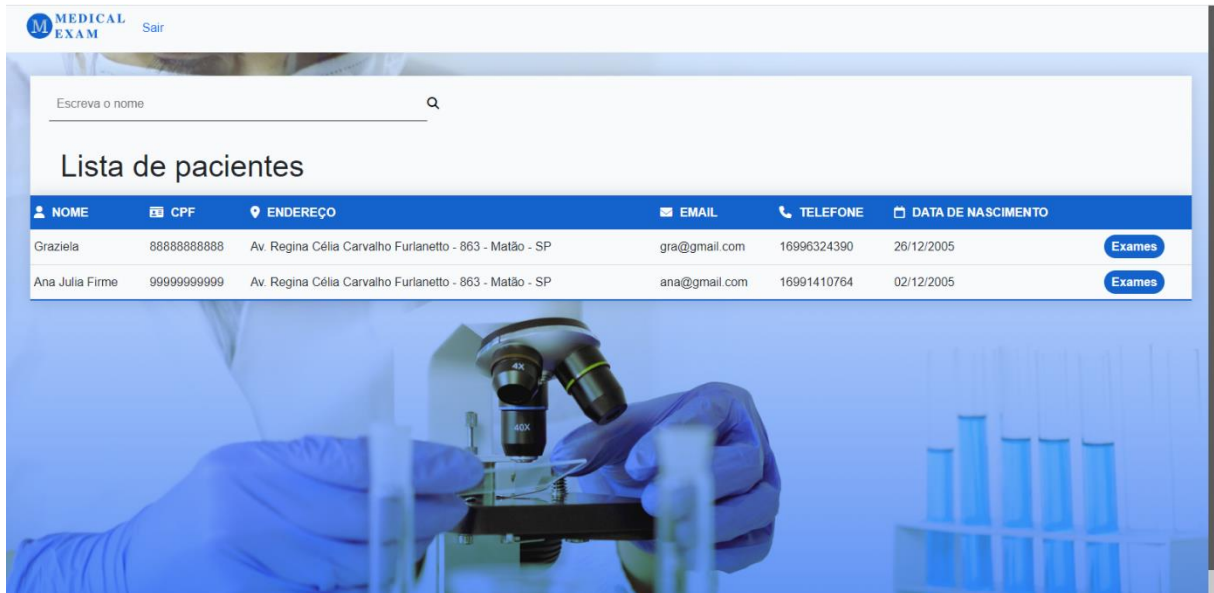 M MEDICAL
EXAM
Sair
Escreva o nome
Lista de pacientes
NOME CPF ENDEREÇO EMAIL TELEFONE DATA DE NASCIMENTO
Graziela 88888888888 Av. Regina Célia Carvalho Furlanetto - 863 - Matão - SP gra@gmail.com 16996324390 26/12/2005 Exames
Ana Julia Firme 99999999999 Av. Regina Célia Carvalho Furlanetto - 863 - Matão - SP ana@gmail.com 16991410764 02/12/2005 Exames
4X
40X